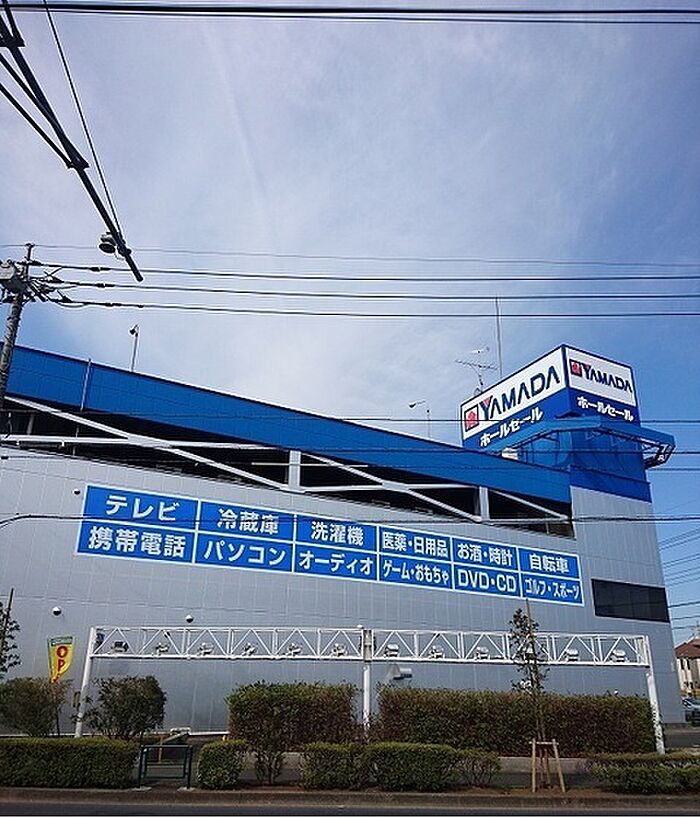 YAMADA
ホールセール
YAMADA
ホールセール
テレビ 冷蔵庫 洗濯機 医薬・日用品 お酒・時計 自転車
携帯電話 パソコン オーディオ ゲーム・おもちゃ DVD・CD ゴルフ・スポーツ
OP